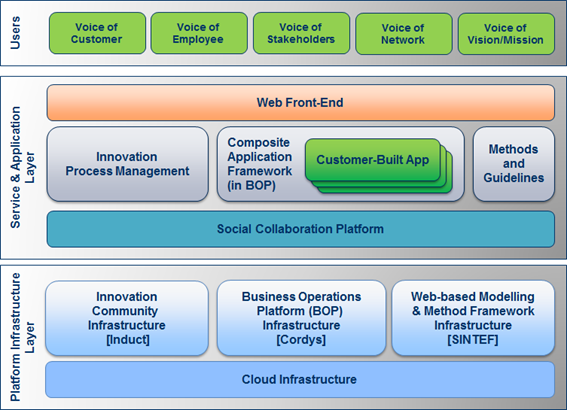 Users
Voice of
Customer
Voice of
Employee
Voice of
Stakeholders
Voice of
Network
Voice of
Vision/Mission
Service & Application
Layer
Web Front-End
Innovation
Process Management
Composite
Application
Framework
(in BOP)
Customer-Built App
Methods
and
Guidelines
Social Collaboration Platform
Platform Infrastructure
Layer
Innovation
Community
Infrastructure
[Induct]
Business Operations
Platform (BOP)
Infrastructure
[Cordys]
Web-based Modelling
& Method Framework
Infrastructure
[SINTEF]
Cloud Infrastructure